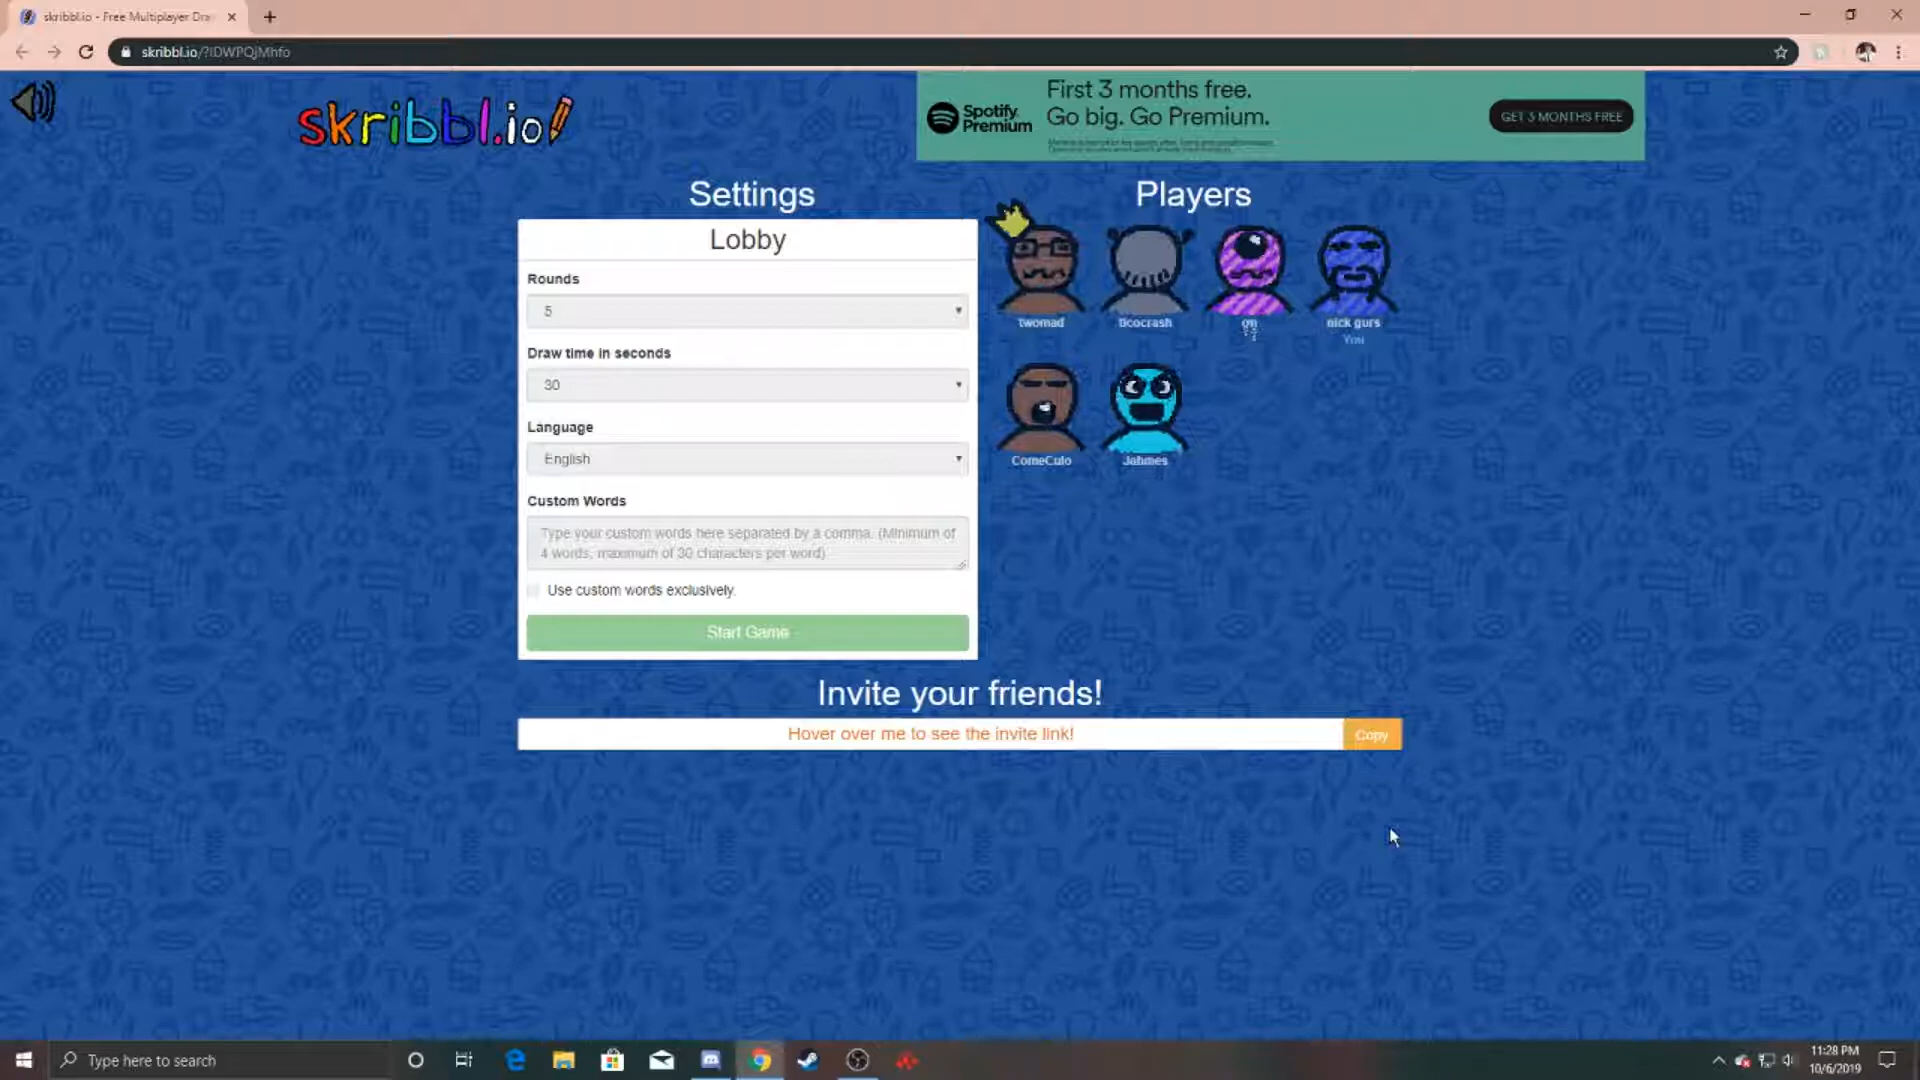 skribbl.io - Free Multiplayer Dra
skribbl.io/?IDWPQjMhfo
skribbl.io
Spotify Premium
First 3 months free.
Go big. Go Premium.
GET 3 MONTHS FREE
Settings
Players
Lobby
Rounds
5
Draw time in seconds
30
Language
English
Custom Words
Type your custom words here separated by a comma. (Minimum of
4 words, maximum of 30 characters per word)
Use custom words exclusively.
Start Game
twomad
ticocrash
nick gurs
You
ComeCulo
Jahmes
Invite your friends!
Hover over me to see the invite link!
Copy
Type here to search
11:28 PM
10/6/2019